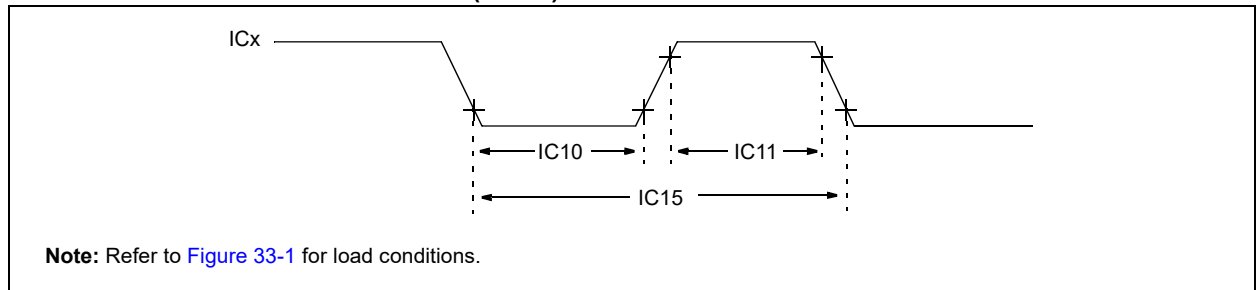 ICx
IC10
IC11
IC15
Note: Refer to Figure 33-1 for load conditions.